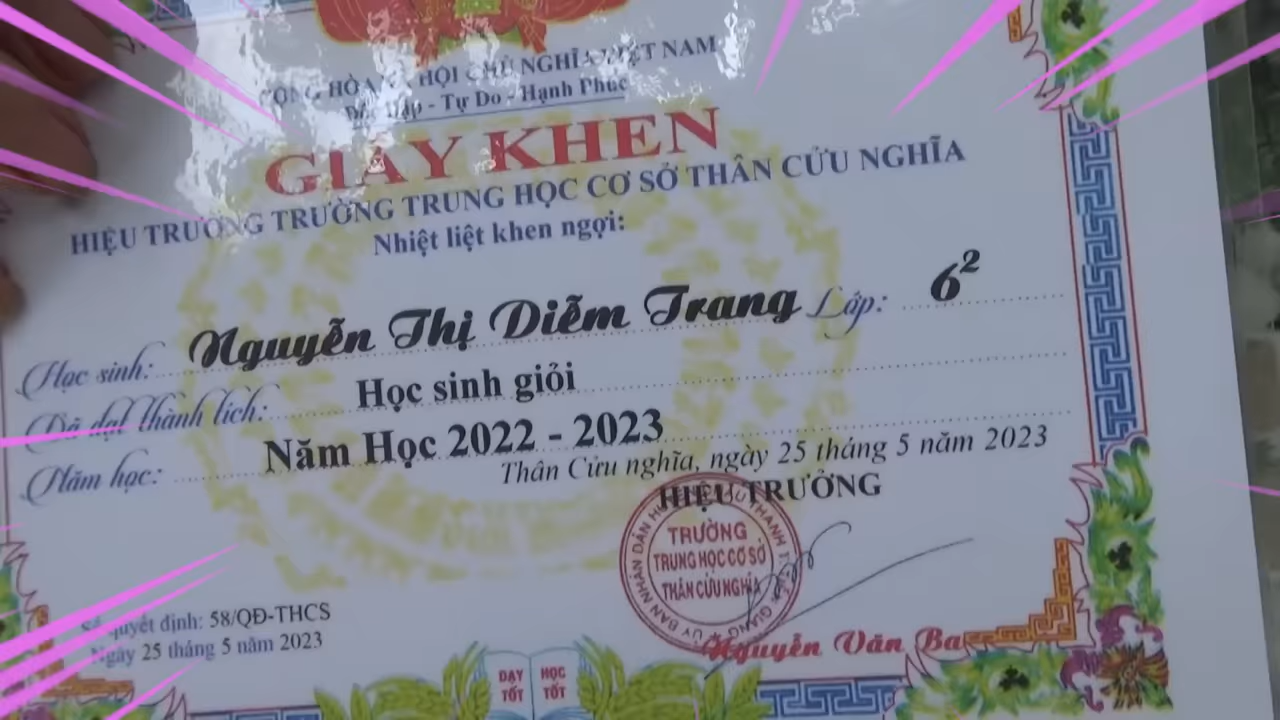 CỘNG HÒA XÃ HỘI CHỦ NGHĨA VIỆT NAM
Độc Lập - Tự Do - Hạnh Phúc
GIẤY KHEN
HIỆU TRƯỞNG TRƯỜNG TRUNG HỌC CƠ SỞ THÂN CỬU NGHĨA
Nhiệt liệt khen ngợi:
Học sinh: Nguyễn Thị Diễm Trang Lớp: 6²
Đã đạt thành tích: Học sinh giỏi
Năm học: Năm Học 2022 - 2023
Thân Cửu nghĩa, ngày 25 tháng 5 năm 2023
HIỆU TRƯỞNG
TRƯỜNG
TRUNG HỌC CƠ SỞ
THÂN CỬU NGHĨA
ỦY BAN NHÂN DÂN
Nguyễn Văn Ba
Số quyết định: 58/QĐ-THCS
Ngày 25 tháng 5 năm 2023
DẠY TỐT
HỌC TỐT